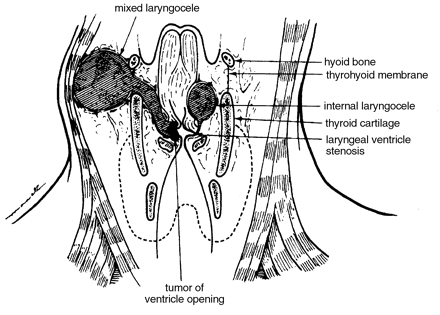 mixed laryngocele
hyoid bone
thyrohyoid membrane
internal laryngocele
thyroid cartilage
laryngeal ventricle
stenosis
tumor of
ventricle opening